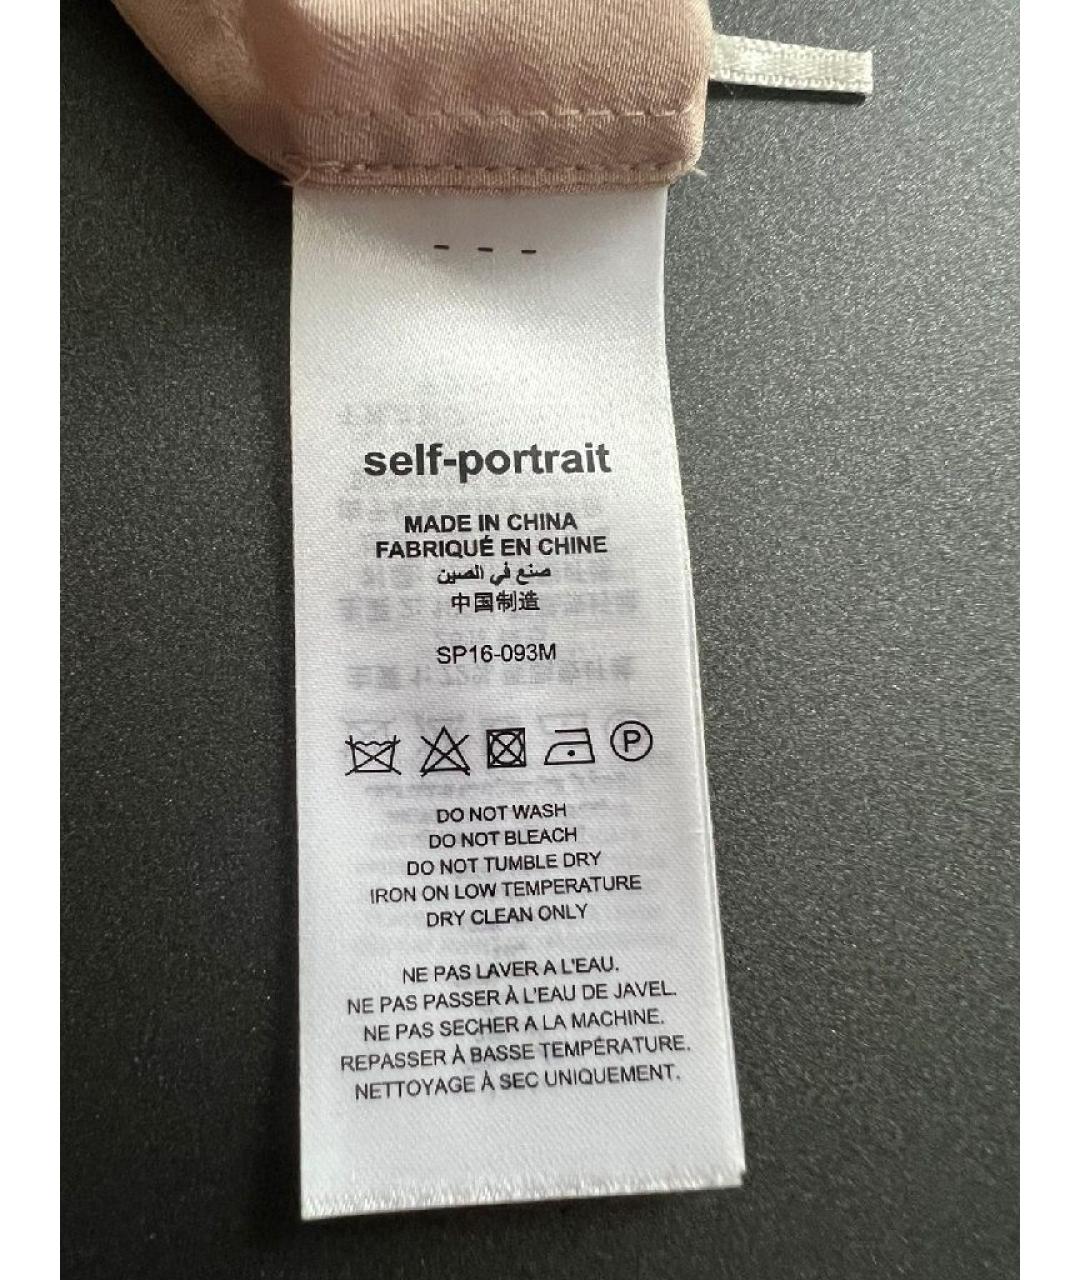 self-portrait
MADE IN CHINA
FABRIQUÉ EN CHINE
صنع في الصين
中国制造
SP16-093M
P
DO NOT WASH
DO NOT BLEACH
DO NOT TUMBLE DRY
IRON ON LOW TEMPERATURE
DRY CLEAN ONLY
NE PAS LAVER A L'EAU.
NE PAS PASSER À L'EAU DE JAVEL.
NE PAS SECHER A LA MACHINE.
REPASSER À BASSE TEMPÉRATURE.
NETTOYAGE À SEC UNIQUEMENT.